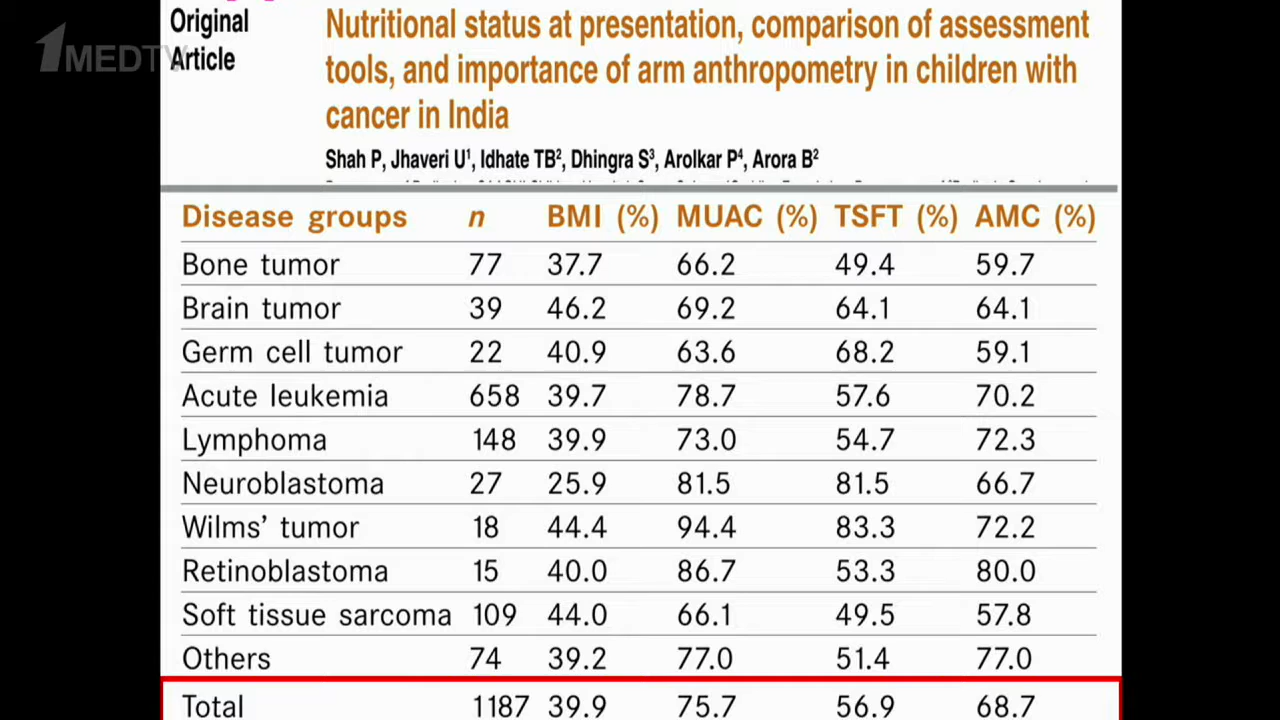 1MEDTV
Original
Article
Nutritional status at presentation, comparison of assessment
tools, and importance of arm anthropometry in children with
cancer in India
Shah P, Jhaveri U¹, Idhate TB², Dhingra S³, Arolkar P⁴, Arora B²
Disease groups n BMI (%) MUAC (%) TSFT (%) AMC (%)
Bone tumor 77 37.7 66.2 49.4 59.7
Brain tumor 39 46.2 69.2 64.1 64.1
Germ cell tumor 22 40.9 63.6 68.2 59.1
Acute leukemia 658 39.7 78.7 57.6 70.2
Lymphoma 148 39.9 73.0 54.7 72.3
Neuroblastoma 27 25.9 81.5 81.5 66.7
Wilms’ tumor 18 44.4 94.4 83.3 72.2
Retinoblastoma 15 40.0 86.7 53.3 80.0
Soft tissue sarcoma 109 44.0 66.1 49.5 57.8
Others 74 39.2 77.0 51.4 77.0
Total 1187 39.9 75.7 56.9 68.7